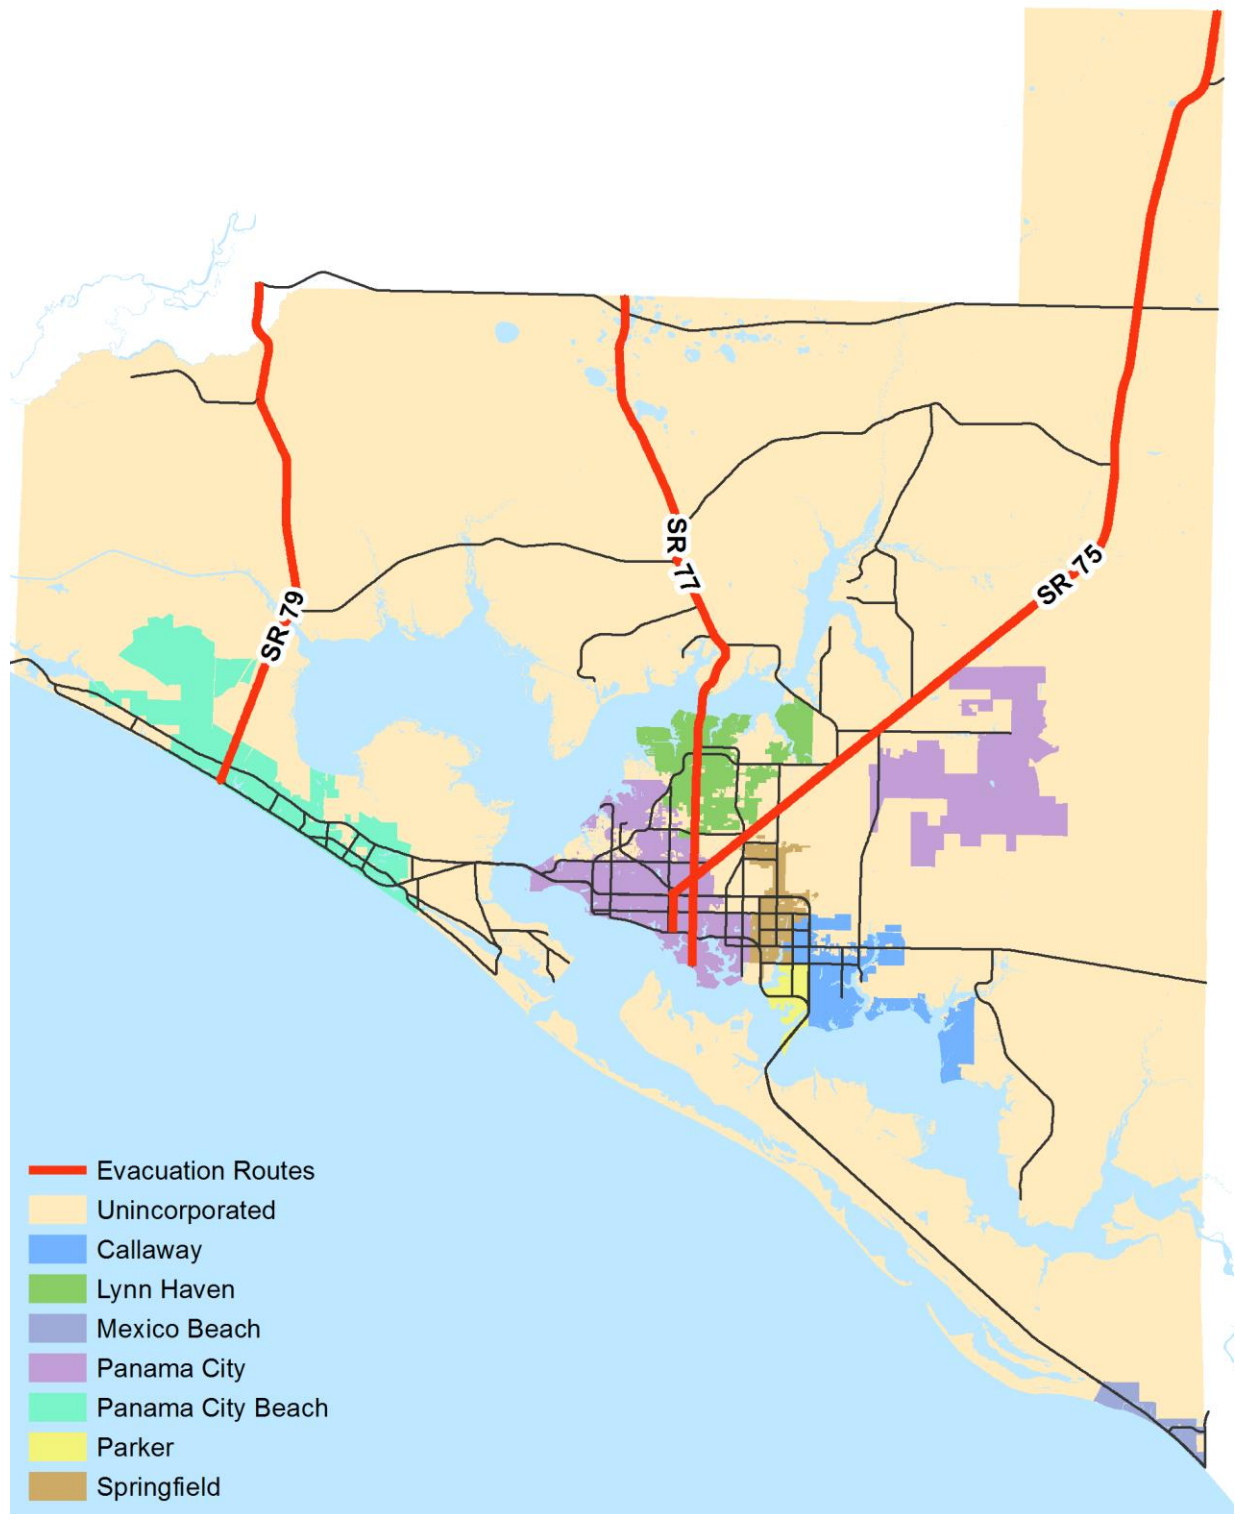 SR 77
SR 75
SR 79
Evacuation Routes
Unincorporated
Callaway
Lynn Haven
Mexico Beach
Panama City
Panama City Beach
Parker
Springfield